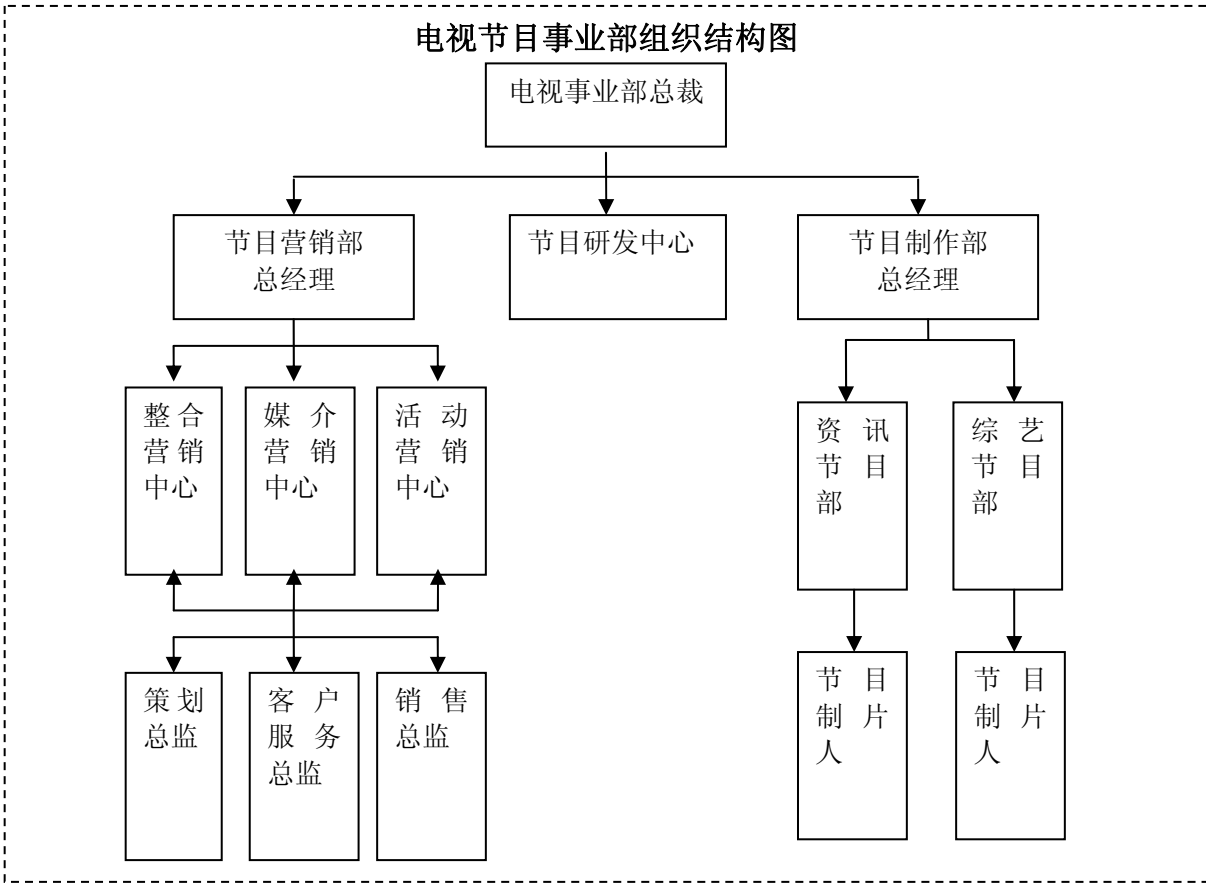 电视节目事业部组织结构图
电视事业部总裁
节目营销部
总经理
节目研发中心
节目制作部
总经理
整合
营销
中心
媒介
营销
中心
活动
营销
中心
资讯
节目
部
综艺
节目
部
策划
总监
客户
服务
总监
销售
总监
节目
制片
人
节目
制片
人